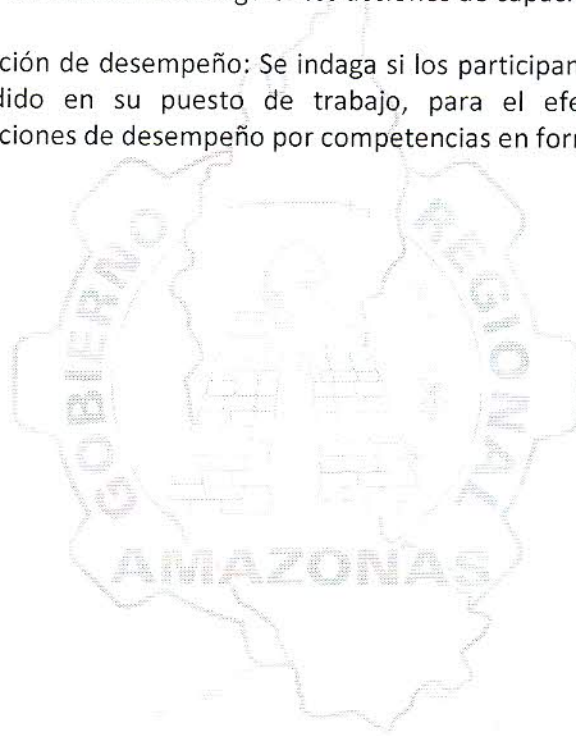 ción de desempeño: Se indaga si los participan
dido en su puesto de trabajo, para el efe
ciones de desempeño por competencias en for
GOBIERNO
REGIONAL
AMAZONAS